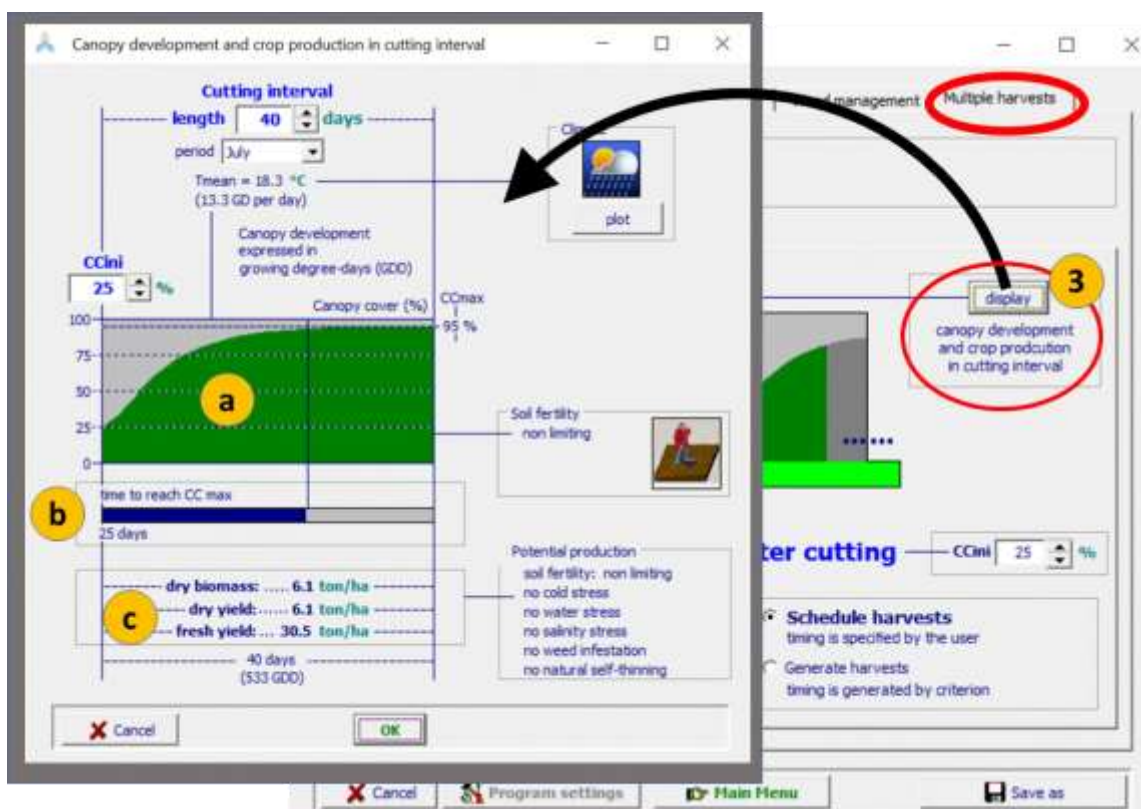 Canopy development and crop production in cutting interval
Cutting interval
length 40 days
period July
Tmean = 18.3 °C
(13.3 GD per day)
plot
Canopy development
expressed in
growing degree-days (GDD)
CCini
25 %
Canopy cover (%)
CCmax
95 %
100
75
50
25
0
a
Soil fertility
non limiting
b
time to reach CC max
25 days
c
dry biomass: ..... 6.1 ton/ha
dry yield: ...... 6.1 ton/ha
fresh yield: ... 30.5 ton/ha
40 days
(533 GDD)
Potential production
soil fertility: non limiting
no cold stress
no water stress
no salinity stress
no weed infestation
no natural self-thinning
Cancel
OK
management
Multiple harvests
3
display
canopy development
and crop prodcution
in cutting interval
......
ter cutting
CCini 25 %
Schedule harvests
timing is specified by the user
Generate harvests
timing is generated by criterion
Cancel
Program settings
Main Menu
Save as